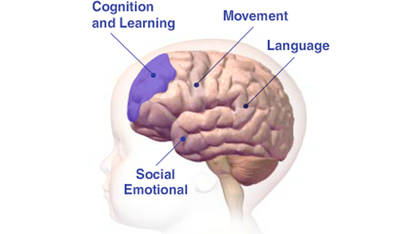 Cognition
and Learning
Movement
Language
Social
Emotional